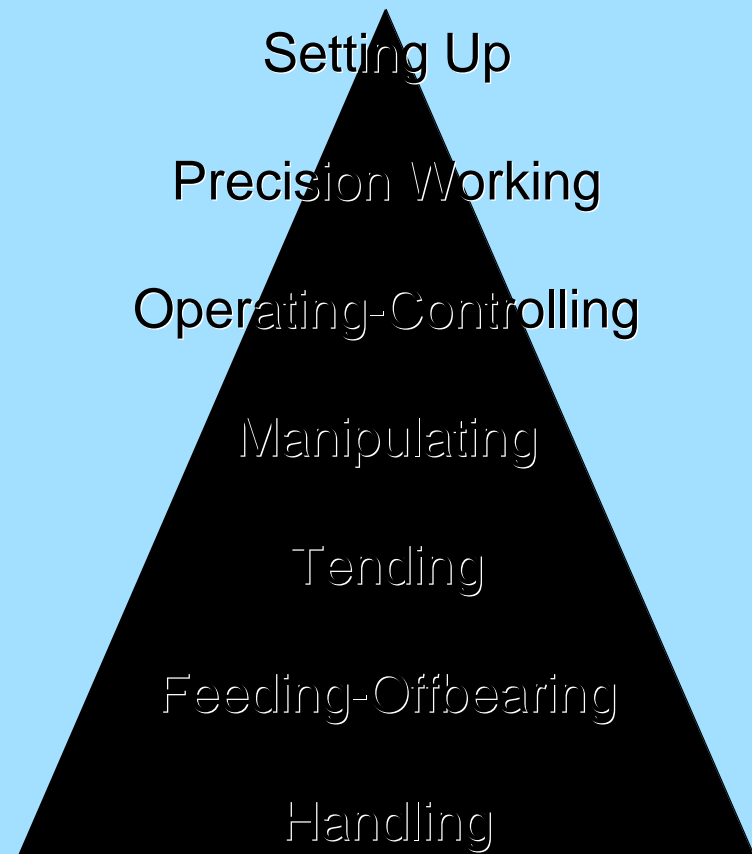 Setting Up
Precision Working
Operating-Controlling
Manipulating
Tending
Feeding-Offbearing
Handling